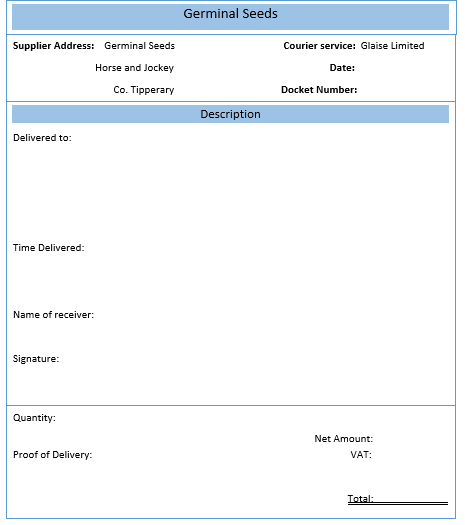 Germinal Seeds
Supplier Address: Germinal Seeds Courier service: Glaise Limited
Horse and Jockey Date:
Co. Tipperary Docket Number:
Description
Delivered to:
Time Delivered:
Name of receiver:
Signature:
Quantity:
Net Amount:
Proof of Delivery: VAT:
Total: